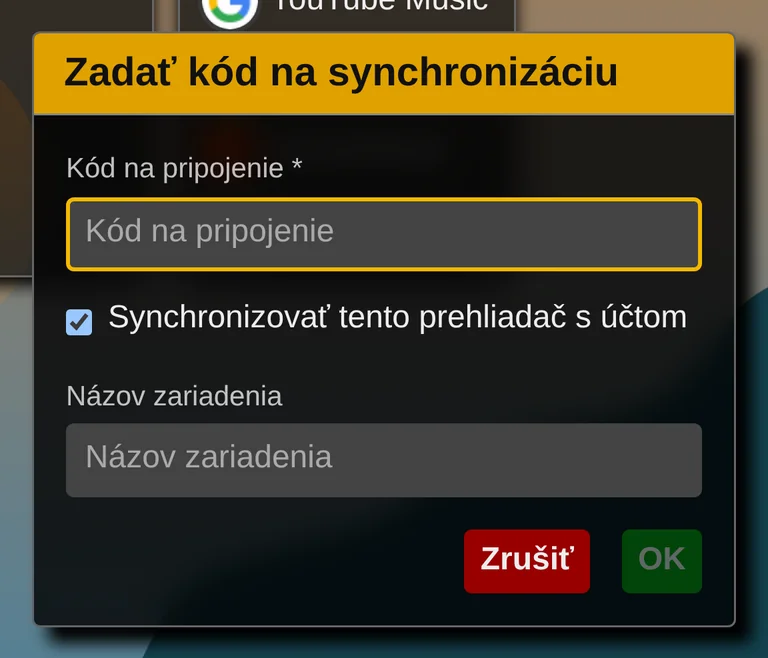 YouTube Music
Zadať kód na synchronizáciu
Kód na pripojenie *
Kód na pripojenie
Synchronizovať tento prehliadač s účtom
Názov zariadenia
Názov zariadenia
Zrušiť OK